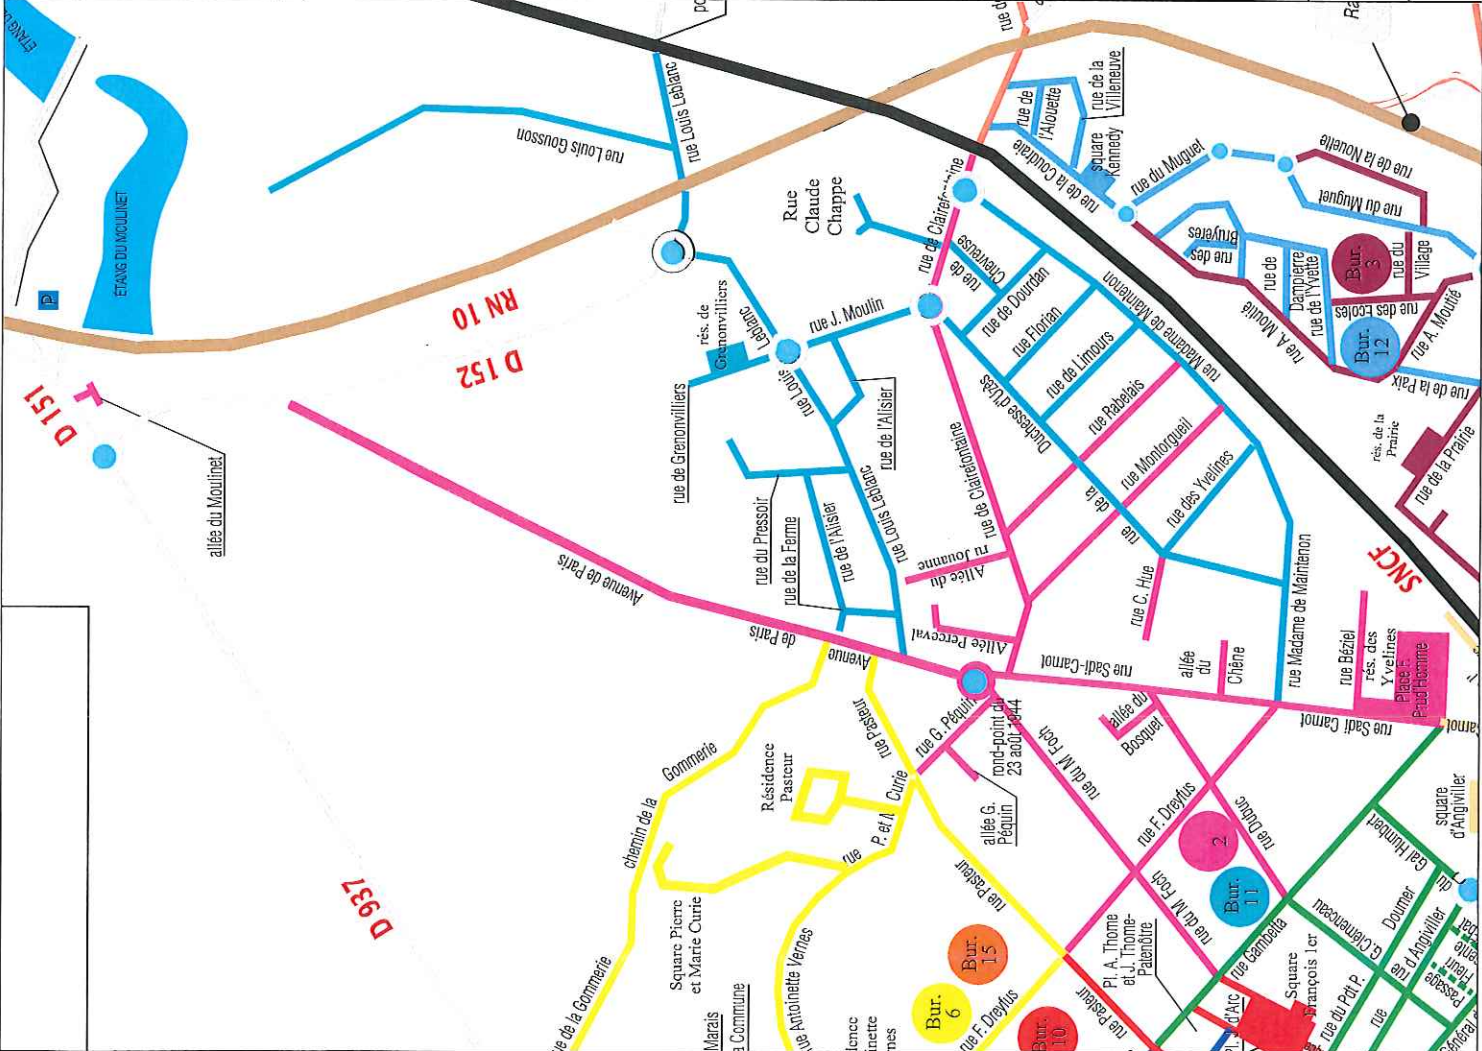 ÉTANG DU MOULINET
P
D 151
allée du Moulinet
RN 10
D 152
D 937
rue Louis Gousson
rue Louis Leblanc
Rue
Claude
Chappe
rue de
l'Alouette
rue de la
Villeneuve
square
Kennedy
rue de la Coudraie
rue du Muguet
rue de la Nouelle
rue du Muguet
rue des
Bruyères
rue de
Dampierre
rue de l'Yvette
Bur.
3
rue du
Village
rue des Ecoles
rue A. Moutié
rue A. Moutié
Bur.
12
rue de la Paix
rés. de la
Prairie
rue de la Prairie
SNCF
rés. de
Grenonvilliers
rue de Grenonvilliers
rue Louis
Leblanc
rue J. Moulin
rue de l'Alisier
rue du Pressoir
rue de la Ferme
rue de l'Alisier
rue Louis Leblanc
rue de
Chevreuse
rue de Dourdan
rue Florian
rue de Limours
rue Rabelais
rue Montorgueil
rue des Yvelines
rue Madame de Maintenon
rue
de la
Duchesse d'Uzès
rue de Clairefontaine
Allée du
ru Jouanne
Allée Perceval
rue C. Hue
rue Madame de Maintenon
allée
du
Chêne
rue Béziel
rés. des
Yvelines
Place F.
Prud'Homme
rue Sadi-Carnot
rue Sadi Carnot
Avenue de Paris
Avenue
de Paris
rue Pasteur
rue G. Péquin
rond-point du
23 août 1944
allée G.
Péquin
allée du
Bosquet
rue du Ml Foch
rue du Ml Foch
rue F. Dreyfus
rue Dubuc
2
Bur.
11
chemin de la
Gommerie
Résidence
Pasteur
rue
P. et
Curie
Square Pierre
et Marie Curie
rue Pasteur
de la Gommerie
Marais
Commune
Antoinette Vernes
Bur.
6
Bur.
15
Bur.
10
rue F. Dreyfus
rue Pasteur
Pl. A. Thome
et J. Thome-
Patenôtre
rue Gambetta
Square
François 1er
G. Clémenceau
du
Gal Humbert
square
d'Angiviller
Doumer
rue du Pdt P.
rue d'Angiviller
rue
Passage
Fleuri